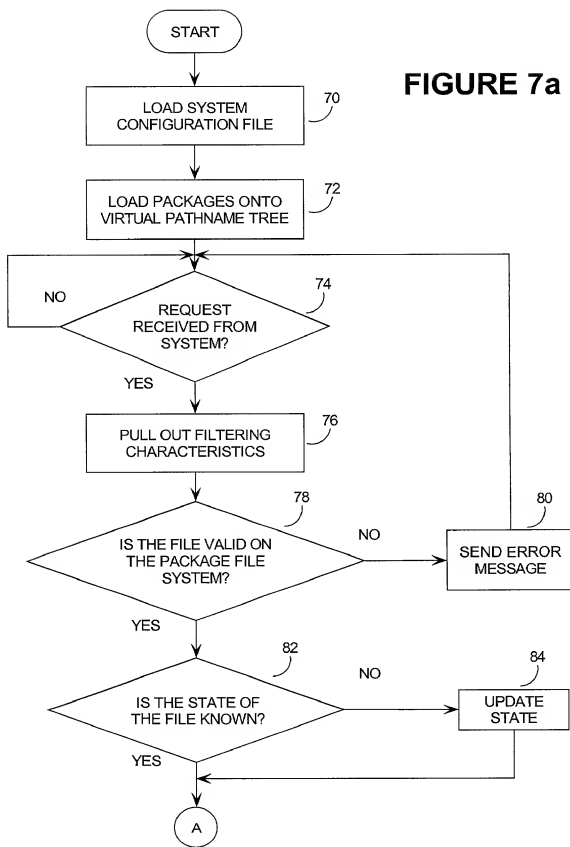 START
FIGURE 7a
LOAD SYSTEM
CONFIGURATION FILE
70
LOAD PACKAGES ONTO
VIRTUAL PATHNAME TREE
72
NO
REQUEST
RECEIVED FROM
SYSTEM?
74
YES
PULL OUT FILTERING
CHARACTERISTICS
76
IS THE FILE VALID ON
THE PACKAGE FILE
SYSTEM?
78
NO
SEND ERROR
MESSAGE
80
YES
IS THE STATE OF
THE FILE KNOWN?
82
NO
UPDATE
STATE
84
YES
A